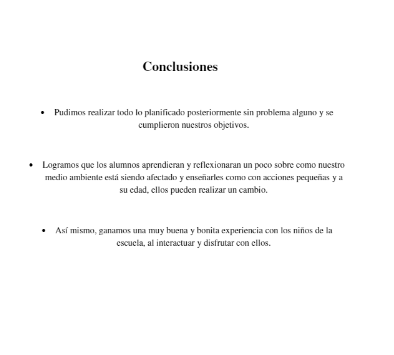 Conclusiones
• Pudimos realizar todo lo planificado posteriormente sin problema alguno y se
cumplieron nuestros objetivos.
• Logramos que los alumnos aprendieran y reflexionaran un poco sobre como nuestro
medio ambiente está siendo afectado y enseñarles como con acciones pequeñas y a
su edad, ellos pueden realizar un cambio.
• Así mismo, ganamos una muy buena y bonita experiencia con los niños de la
escuela, al interactuar y disfrutar con ellos.